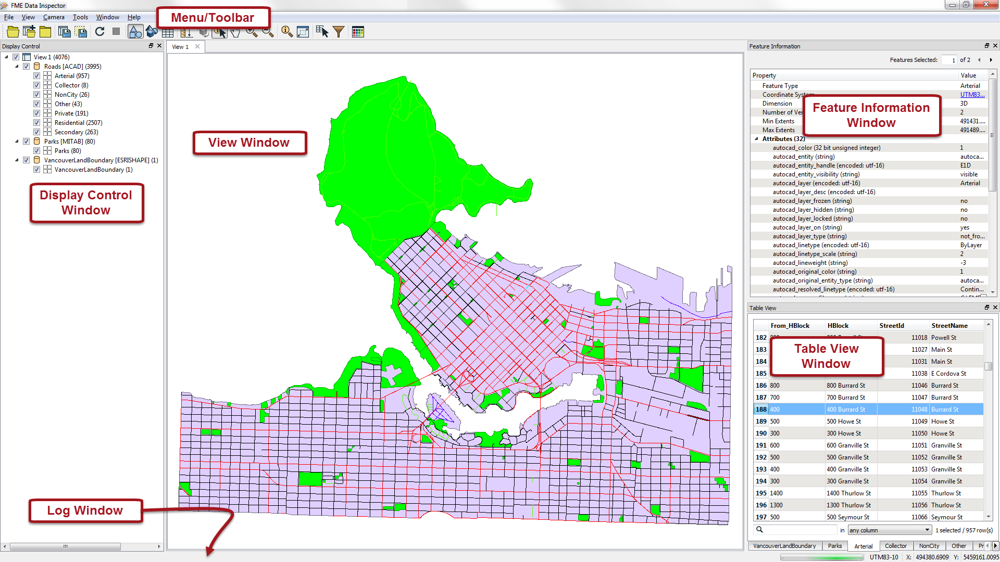 FME Data Inspector
File View Camera Tools Window Help
Menu/Toolbar
Display Control
View 1 (4076)
Roads [ACAD] (3995)
Arterial (957)
Collector (8)
NonCity (26)
Other (43)
Private (191)
Residential (2507)
Secondary (263)
Parks [MITAB] (80)
Parks (80)
VancouverLandBoundary [ESRISHAPE] (1)
VancouverLandBoundary (1)
Display Control
Window
Log Window
View 1
View Window
Feature Information
Features Selected: 1 of 2
Property Value
Feature Type Arterial
Coordinate System UTM83...
Dimension 3D
Number of Ver 2
Min Extents 491431....
Max Extents 491489....
Feature Information
Window
Attributes (32)
autocad_color (32 bit unsigned integer) 1
autocad_entity (string) autoca...
autocad_entity_handle (encoded: utf-16) E1D
autocad_entity_visibility (string) visible
autocad_layer (encoded: utf-16) Arterial
autocad_layer_desc (encoded: utf-16)
autocad_layer_frozen (string) no
autocad_layer_hidden (string) no
autocad_layer_locked (string) no
autocad_layer_on (string) yes
autocad_layer_type (string) not_fro...
autocad_linetype (encoded: utf-16) ByLayer
autocad_linetype_scale (string) 2
autocad_lineweight (string) -3
autocad_original_color (string) 1
autocad_original_entity_type (string) autoca...
autocad_resolved_linetype (encoded: utf-16) Contin...
Table View
From_HBlock HBlock StreetId StreetName
182 11018 Powell St
183 11027 Main St
184 11031 Main St
185 11038 E Cordova St
Table View
Window
186 800 800 Burrard St 11046 Burrard St
187 700 700 Burrard St 11047 Burrard St
188 400 400 Burrard St 11048 Burrard St
189 500 500 Howe St 11049 Howe St
190 300 300 Howe St 11050 Howe St
191 600 600 Granville St 11051 Granville St
192 500 500 Granville St 11052 Granville St
193 400 400 Granville St 11053 Granville St
194 300 300 Granville St 11054 Granville St
195 1400 1400 Thurlow St 11055 Thurlow St
196 1300 1300 Thurlow St 11056 Thurlow St
197 500 500 Seymour St 11066 Seymour St
in any column 1 selected / 957 row(s)
VancouverLandBoundary Parks Arterial Collector NonCity Other Pr
UTM83-10 X: 494380.6909 Y: 5459161.0095